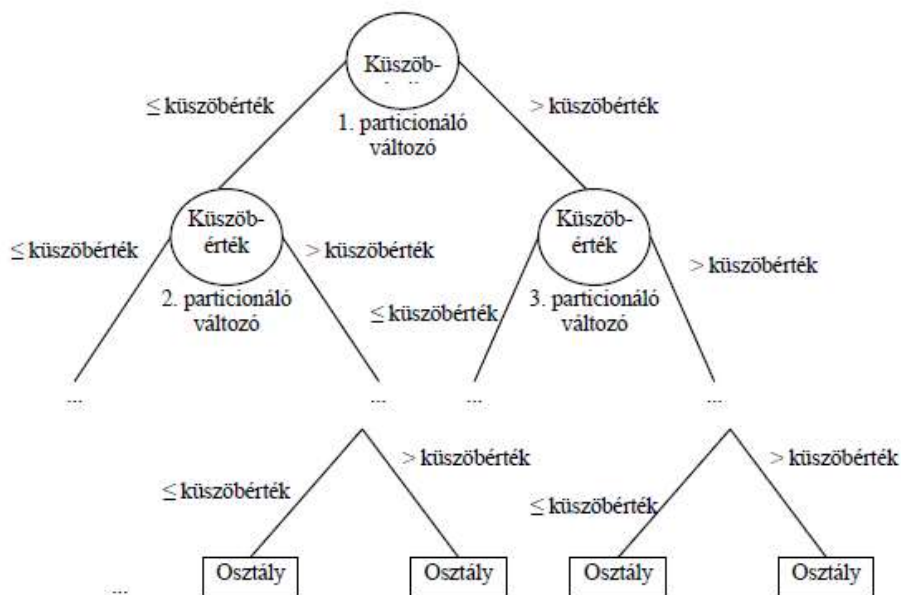 Küszöb-
≤ küszöbérték
> küszöbérték
1. particionáló
változó
Küszöb-
érték
Küszöb-
érték
≤ küszöbérték
> küszöbérték
> küszöbérték
2. particionáló
változó
≤ küszöbérték
3. particionáló
változó
...
...
...
...
> küszöbérték
> küszöbérték
≤ küszöbérték
≤ küszöbérték
Osztály
Osztály
Osztály
Osztály
...